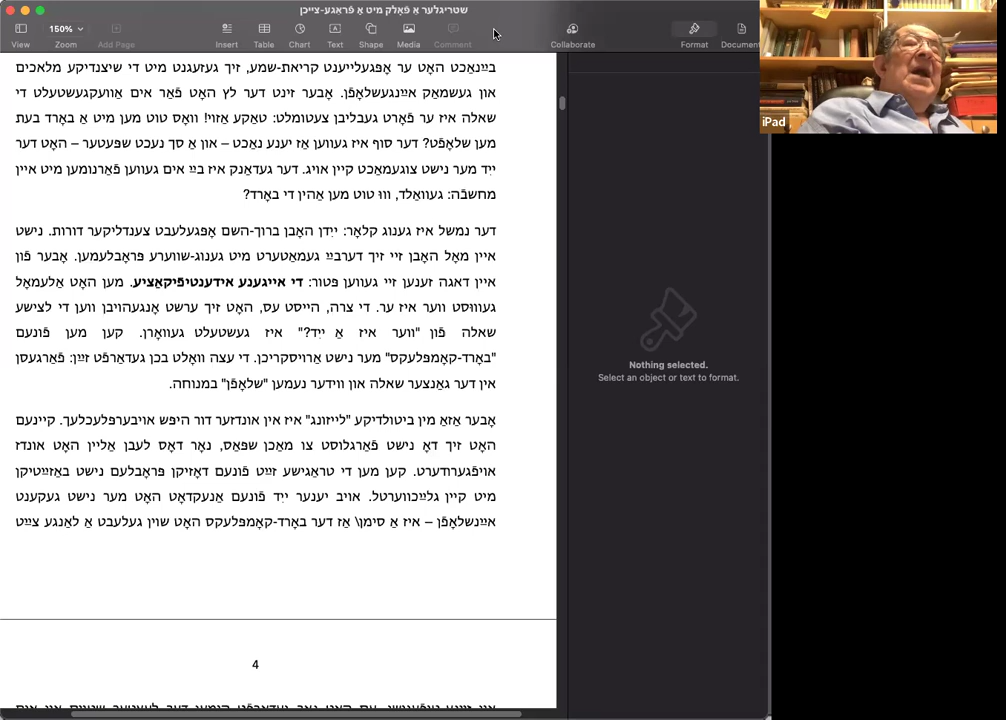 שטריגלער אַ פֿאָלק מיט אַ פֿראַגע-צייכן
150%
View
Zoom
Add Page
Insert
Table
Chart
Text
Shape
Media
Comment
Collaborate
Format
Document
בײַנאַכט האָט ער אָפּגעלייענט קריאת-שמע, זיך געזעגנט מיט די שיצנדיקע מלאכים
און געשמאַק אײַנגעשלאָפֿן. אָבער זינט דער לץ האָט פֿאַר אים אַוועקגעשטעלט די
שאלה איז ער פֿאָרט געבליבן צעטומלט: טאַקע אַזוי! וואָס טוט מען מיט אַ באָרד בעת
מען שלאָפֿט? דער סוף איז געווען אַז יענע נאַכט – און אַ סך נעכט שפּעטער – האָט דער
ייִד מער נישט צוגעמאַכט קיין אויג. דער געדאַנק איז בײַ אים געווען פֿאַרנומען מיט איין
מחשבֿה: געוואַלד, וווּ טוט מען אַהין די באָרד?
דער נמשל איז גענוג קלאָר: ייִדן האָבן ברוך-השם אָפּגעלעבט צענדליקער דורות. נישט
איין מאָל האָבן זיי זיך דערבײַ געמאַטערט מיט גענוג-שווערע פּראָבלעמען. אָבער פֿון
איין דאגה זענען זיי געווען פּטור: די אייגענע אידענטיפֿיקאַציע. מען האָט אַלעמאָל
געוווּסט ווער איז ער. די צרה, הייסט עס, האָט זיך ערשט אָנגעהויבן ווען די לצישע
שאלה פֿון "ווער איז אַ ייִד?" איז געשטעלט געוואָרן. קען מען פֿונעם
"באָרד-קאָמפּלעקס" מער נישט אַרויסקריכן. די עצה וואָלט בכן געדאַרפֿט זײַן: פֿאַרגעסן
אין דער גאַנצער שאלה און ווידער נעמען "שלאָפֿן" במנוחה.
אָבער אַזאַ מין ביטולדיקע "לייזונג" איז אין אונדזער דור היפּש אויבערפֿלעכלעך. קיינעם
האָט זיך דאָ נישט פֿאַרגלוסט צו מאַכן שפּאַס, נאָר דאָס לעבן אַליין האָט אונדז
אויפֿגערודערט. קען מען די טראַגישע זײַט פֿונעם דאָזיקן פּראָבלעם נישט באַזײַטיקן
מיט קיין גלײַכווערטל. אויב יענער ייִד פֿונעם אַנעקדאָט האָט מער נישט געקענט
אײַנשלאָפֿן – איז אַ סימן\ אַז דער באָרד-קאָמפּלעקס האָט שוין געלעבט אַ לאַנגע צײַט
4
Nothing selected.
Select an object or text to format.
iPad